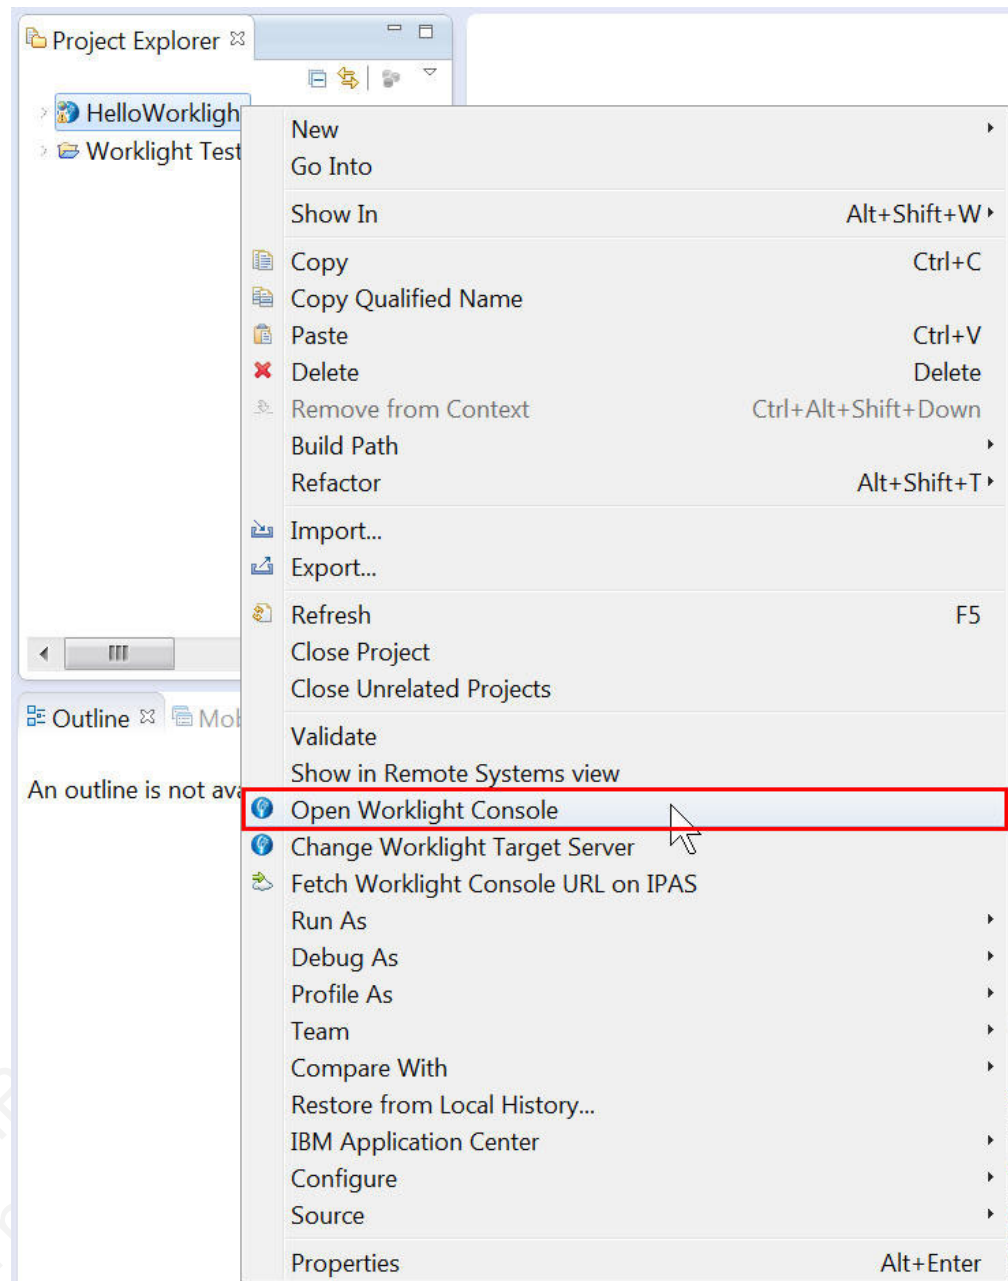 Project Explorer
HelloWorkligh
Worklight Test
New
Go Into
Show In Alt+Shift+W
Copy Ctrl+C
Copy Qualified Name
Paste Ctrl+V
Delete Delete
Remove from Context Ctrl+Alt+Shift+Down
Build Path
Refactor Alt+Shift+T
Import...
Export...
Refresh F5
Close Project
Close Unrelated Projects
Outline Mob
Validate
Show in Remote Systems view
An outline is not ava
Open Worklight Console
Change Worklight Target Server
Fetch Worklight Console URL on IPAS
Run As
Debug As
Profile As
Team
Compare With
Restore from Local History...
IBM Application Center
Configure
Source
Properties Alt+Enter